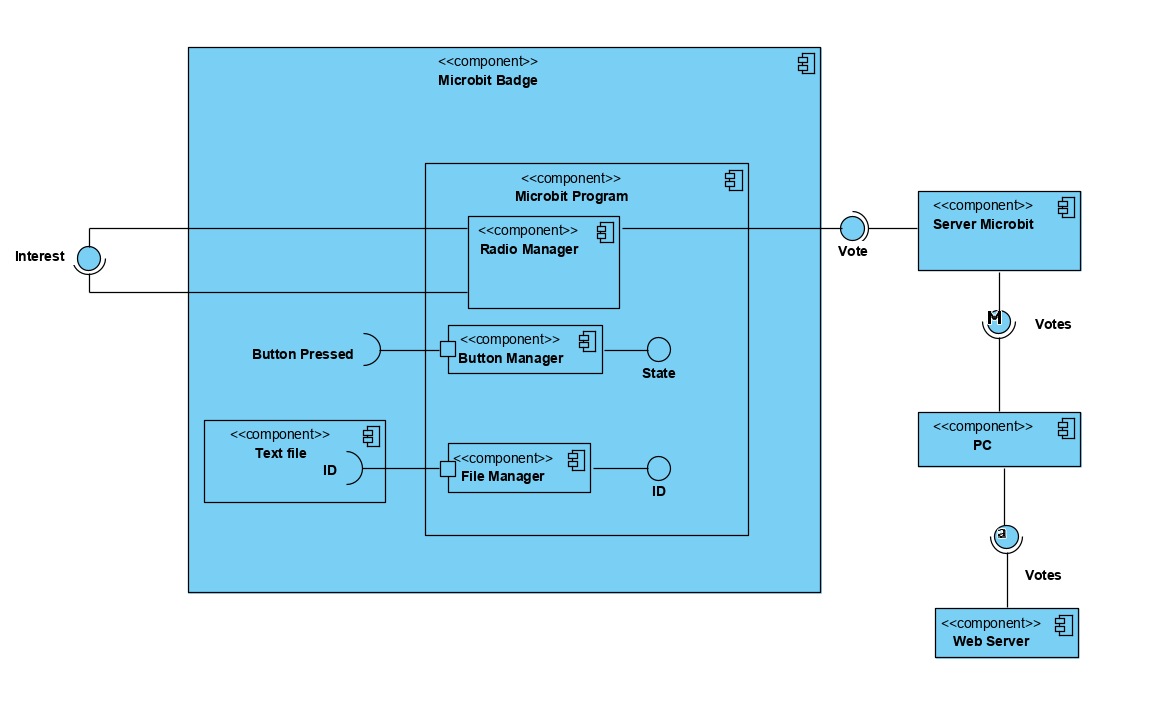 <<component>>
Microbit Badge
<<component>>
Microbit Program
<<component>>
Radio Manager
Interest
Vote
<<component>>
Server Microbit
M
Votes
<<component>>
Button Manager
Button Pressed
State
<<component>>
Text file
ID
<<component>>
File Manager
ID
<<component>>
PC
a
Votes
<<component>>
Web Server